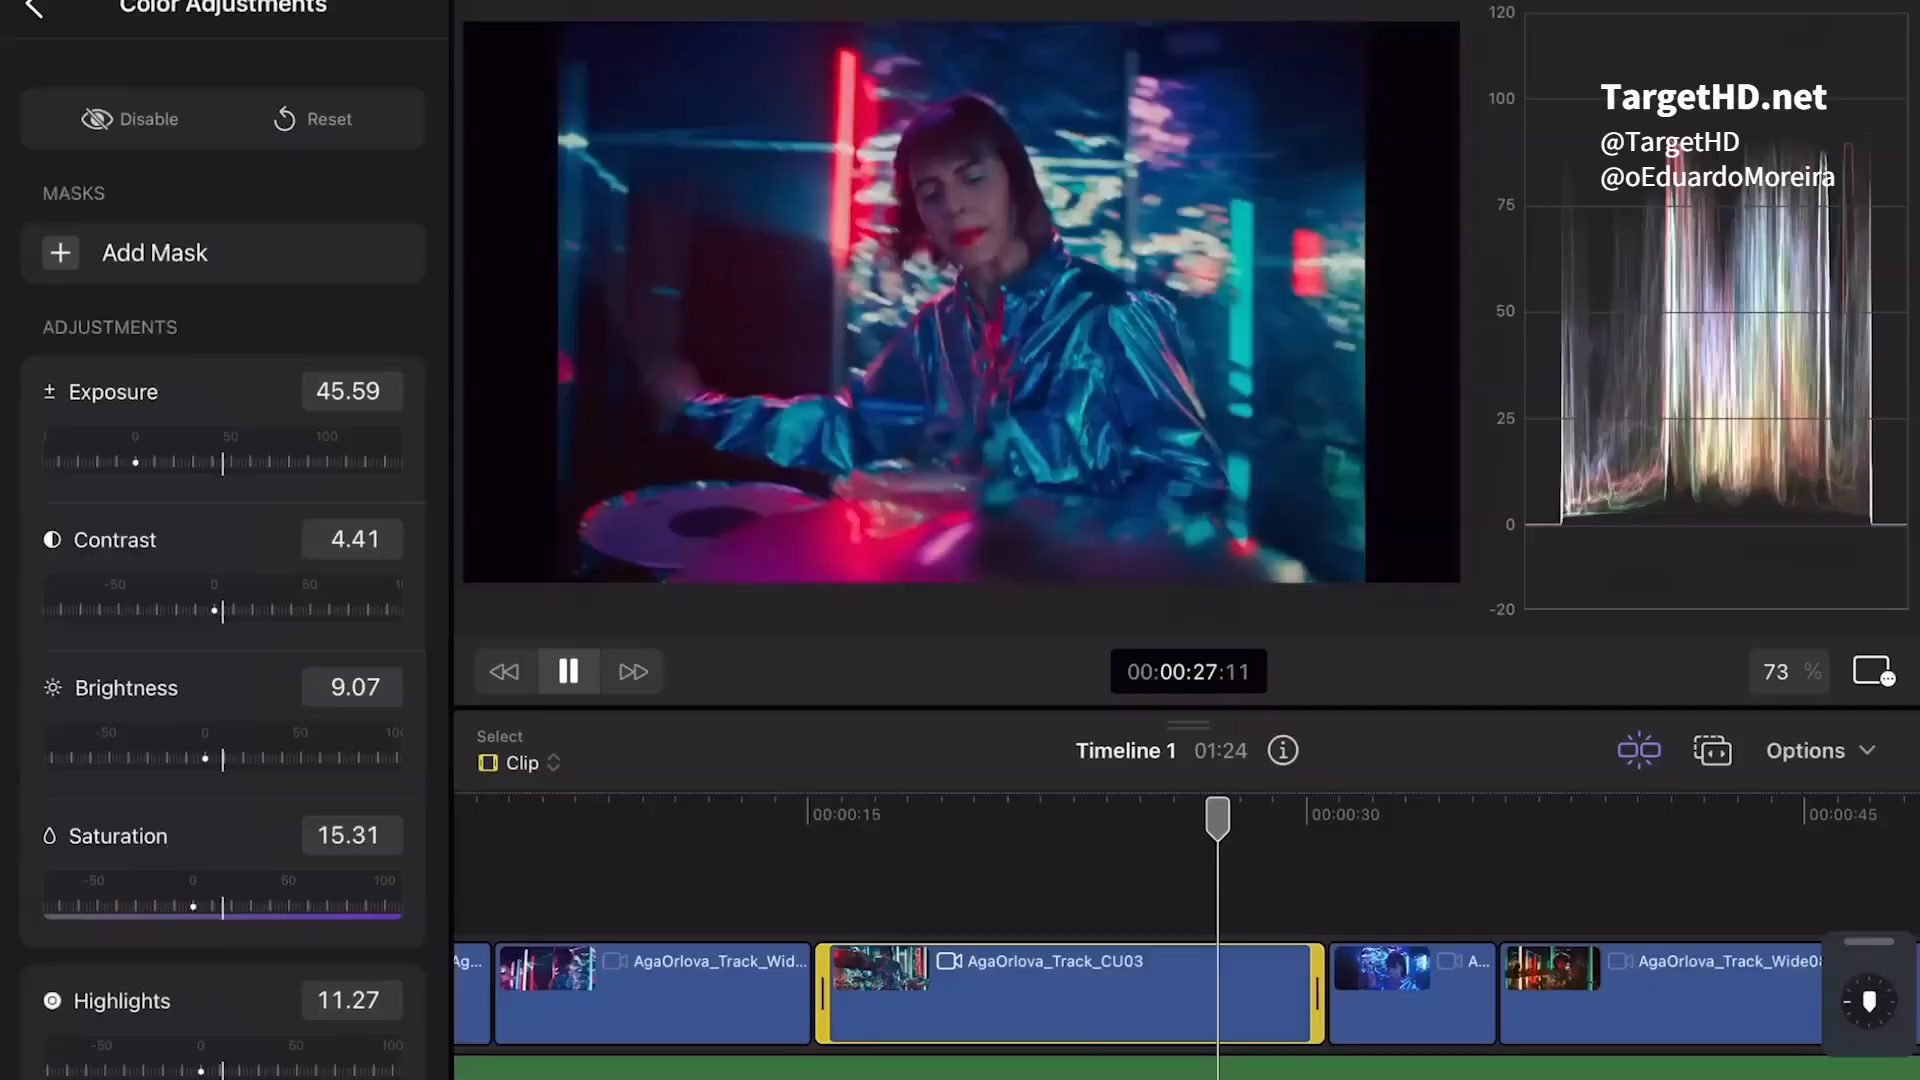 Color Adjustments
Disable
Reset
MASKS
Add Mask
ADJUSTMENTS
Exposure 45.59
0 50 100
Contrast 4.41
-50 0 50
Brightness 9.07
-50 0 50 100
Saturation 15.31
-50 0 50 100
Highlights 11.27
-50 0 50 100
120
100
75
50
25
0
-20
TargetHD.net
@TargetHD
@oEduardoMoreira
00:00:27:11
73 %
Select
Clip
Timeline 1 01:24
Options
00:00:15
00:00:30
00:00:45
Ag...
AgaOrlova_Track_Wid...
AgaOrlova_Track_CU03
A...
AgaOrlova_Track_Wide08